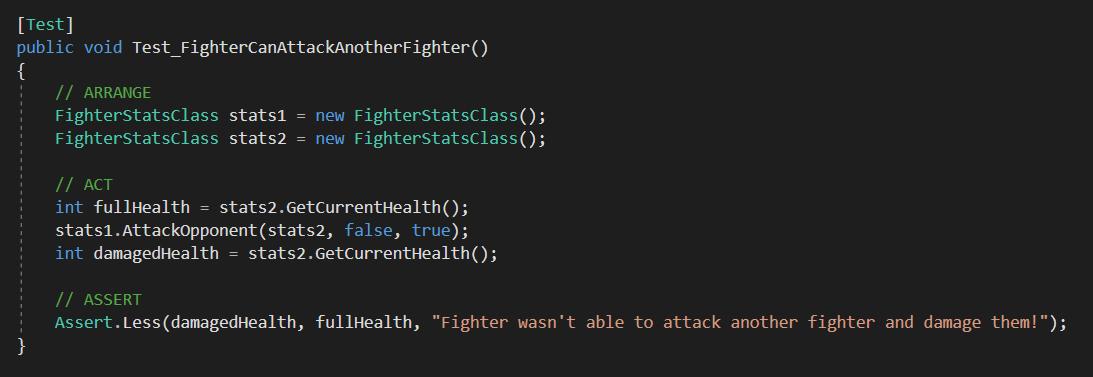 [Test]
public void Test_FighterCanAttackAnotherFighter()
{
// ARRANGE
FighterStatsClass stats1 = new FighterStatsClass();
FighterStatsClass stats2 = new FighterStatsClass();
// ACT
int fullHealth = stats2.GetCurrentHealth();
stats1.AttackOpponent(stats2, false, true);
int damagedHealth = stats2.GetCurrentHealth();
// ASSERT
Assert.Less(damagedHealth, fullHealth, "Fighter wasn't able to attack another fighter and damage them!");
}